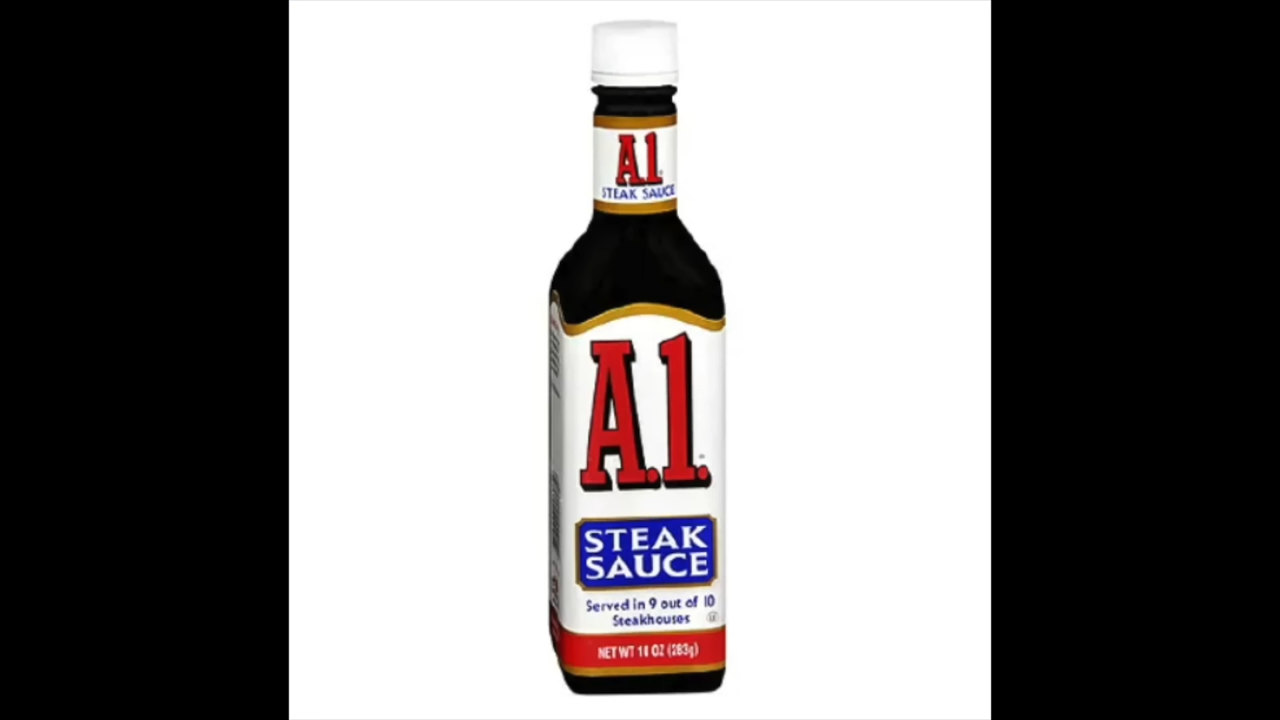 A.1.
STEAK SAUCE
A.1.
STEAK
SAUCE
Served in 9 out of 10
Steakhouses
NET WT 10 OZ (283g)